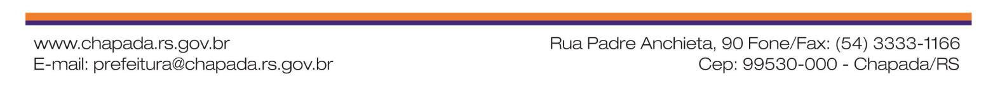 www.chapada.rs.gov.br
E-mail: prefeitura@chapada.rs.gov.br
Rua Padre Anchieta, 90 Fone/Fax: (54) 3333-1166
Cep: 99530-000 - Chapada/RS